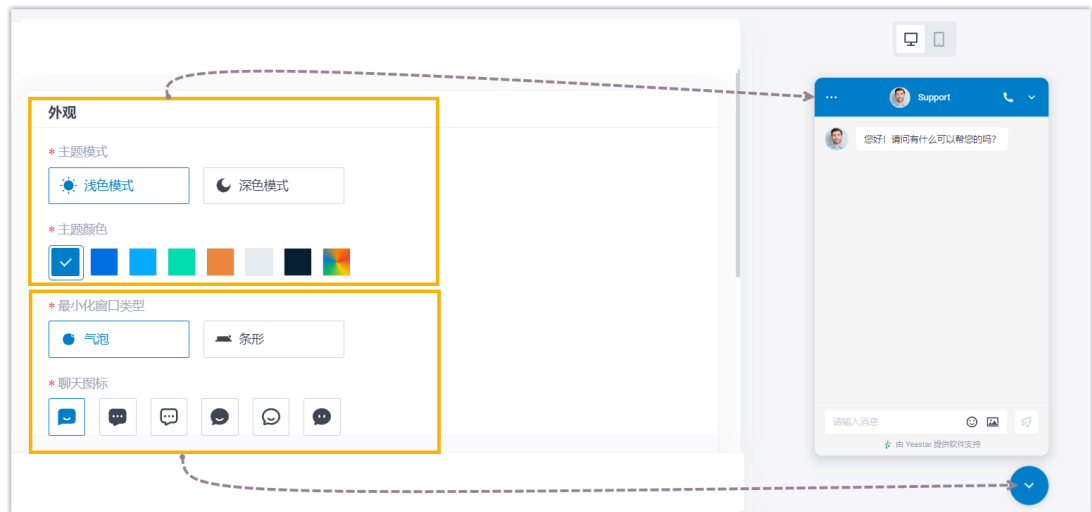 外观
* 主题模式
浅色模式
深色模式
* 主题颜色
* 最小化窗口类型
气泡
条形
* 聊天图标
Support
您好！请问有什么可以帮您的吗?
请输入消息
由 Yeastar 提供软件支持